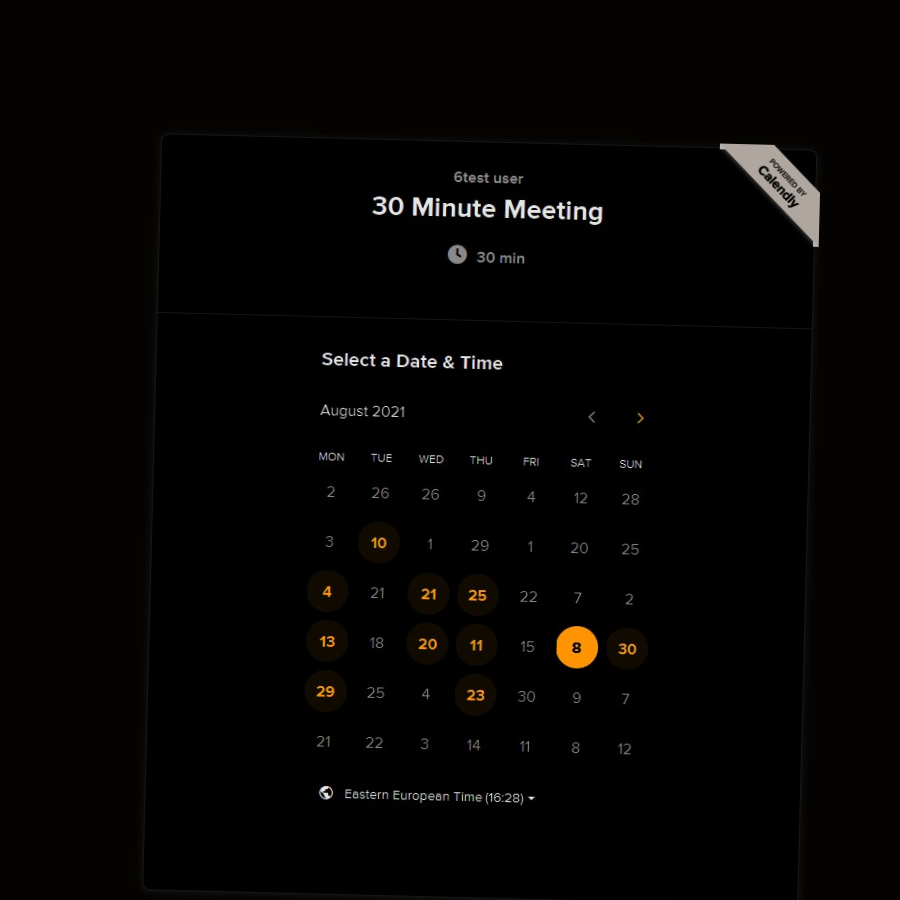 POWERED BY
Calendly
6test user
30 Minute Meeting
30 min
Select a Date & Time
August 2021
MON TUE WED THU FRI SAT SUN
2 26 26 9 4 12 28
3 10 1 29 1 20 25
4 21 21 25 22 7 2
13 18 20 11 15 8 30
29 25 4 23 30 9 7
21 22 3 14 11 8 12
Eastern European Time (16:28)